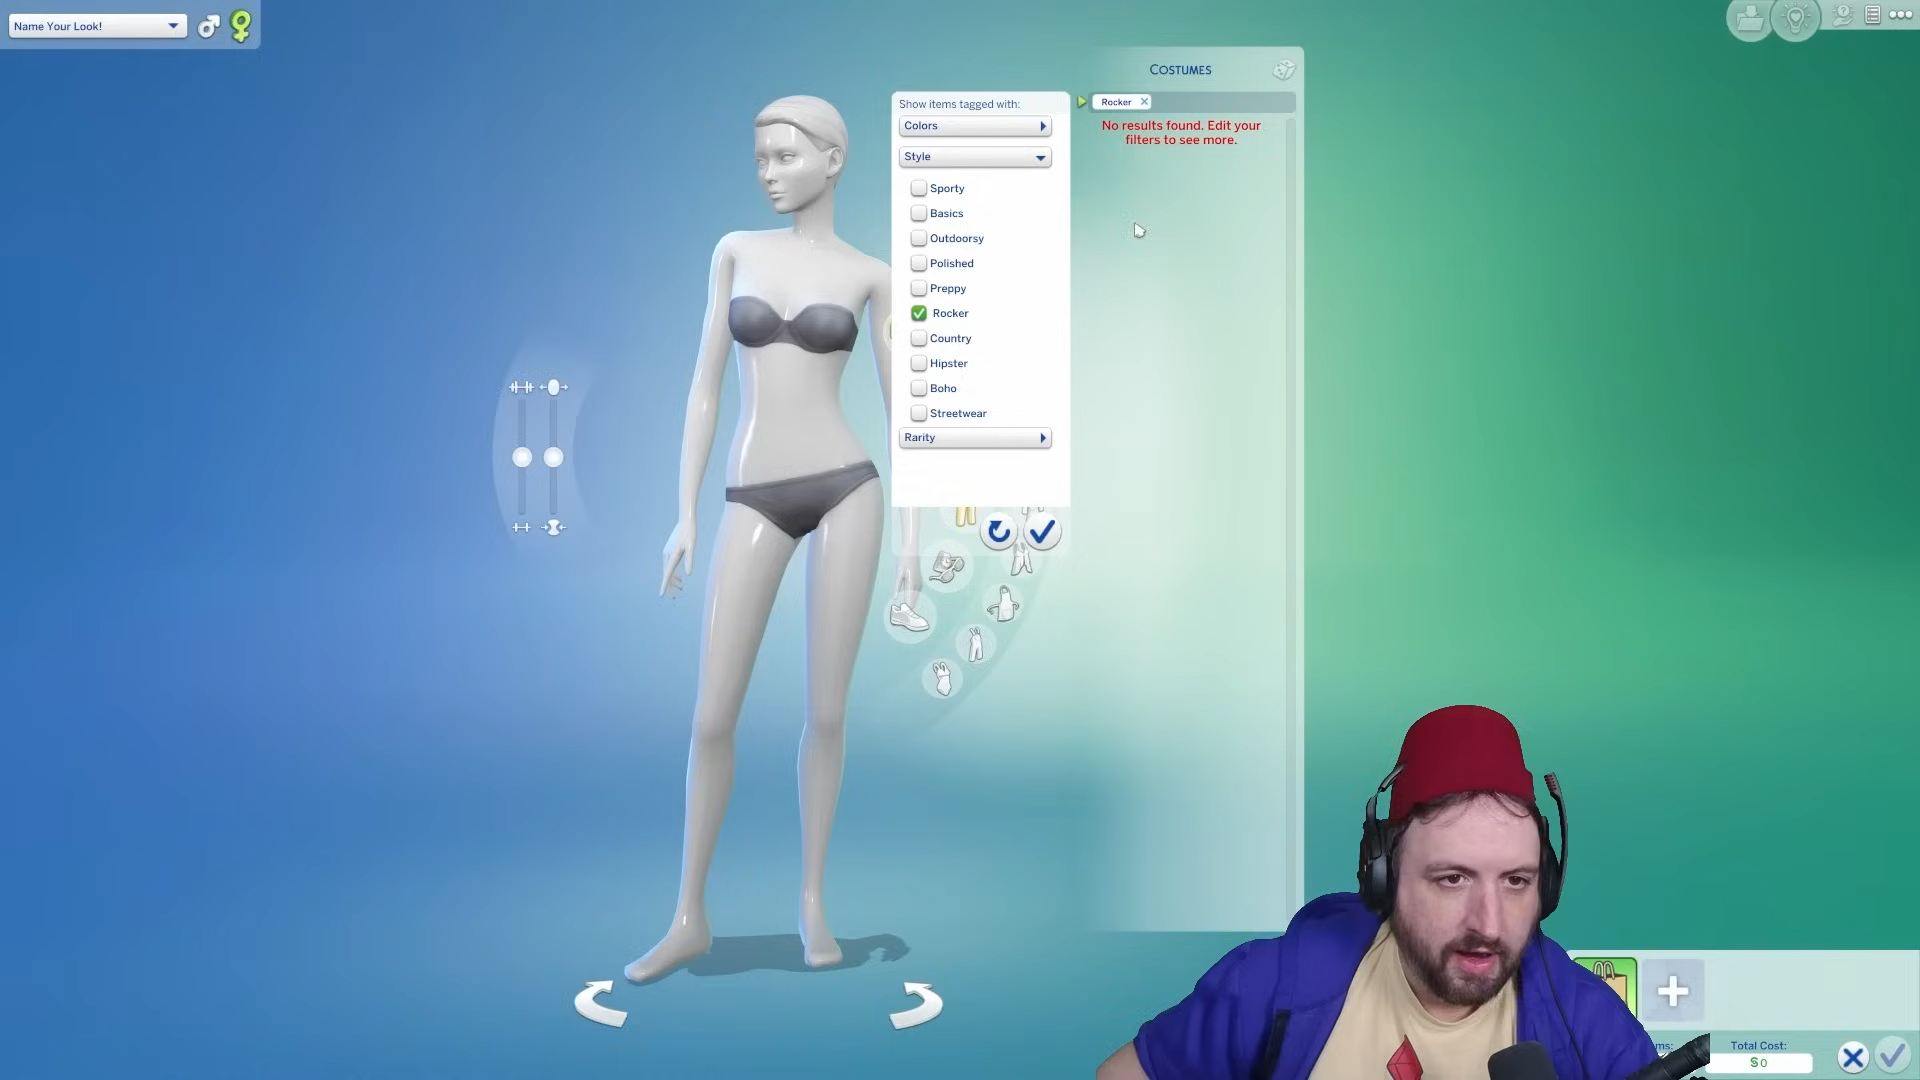 Name Your Look!
COSTUMES
Show items tagged with:
Rocker
Colors
No results found. Edit your
filters to see more.
Style
Sporty
Basics
Outdoorsy
Polished
Preppy
Rocker
Country
Hipster
Boho
Streetwear
Rarity
Total Cost:
§0